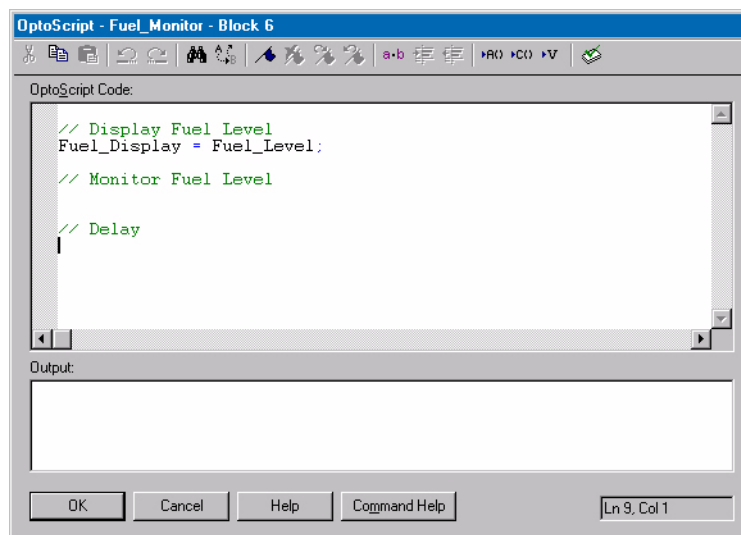 OptoScript - Fuel_Monitor - Block 6
a-b A() C() V
OptoScript Code:
// Display Fuel Level
Fuel_Display = Fuel_Level;
// Monitor Fuel Level
// Delay
Output:
OK Cancel Help Command Help Ln 9, Col 1